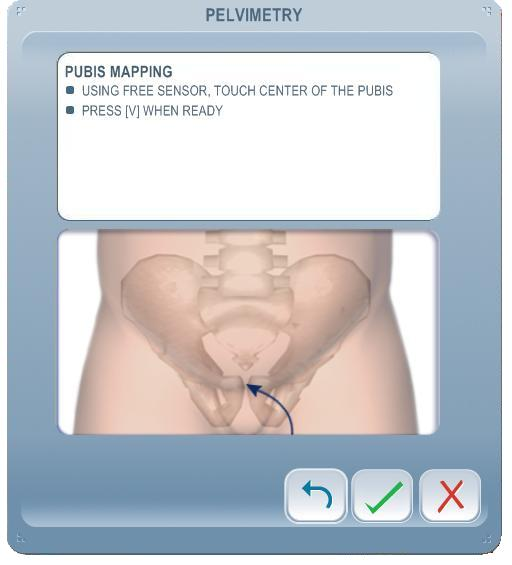 PELVIMETRY
PUBIS MAPPING
USING FREE SENSOR, TOUCH CENTER OF THE PUBIS
PRESS [V] WHEN READY